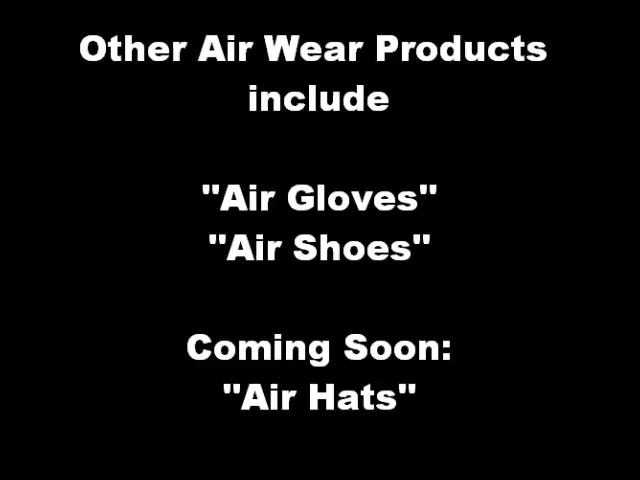 Other Air Wear Products
include
"Air Gloves"
"Air Shoes"
Coming Soon:
"Air Hats"